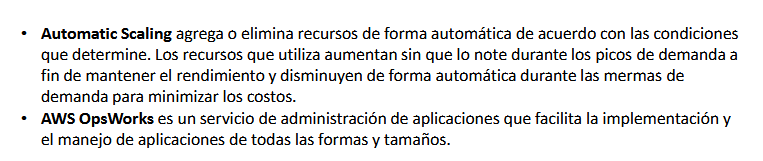 • Automatic Scaling agrega o elimina recursos de forma automática de acuerdo con las condiciones
que determine. Los recursos que utiliza aumentan sin que lo note durante los picos de demanda a
fin de mantener el rendimiento y disminuyen de forma automática durante las mermas de
demanda para minimizar los costos.
• AWS OpsWorks es un servicio de administración de aplicaciones que facilita la implementación y
el manejo de aplicaciones de todas las formas y tamaños.